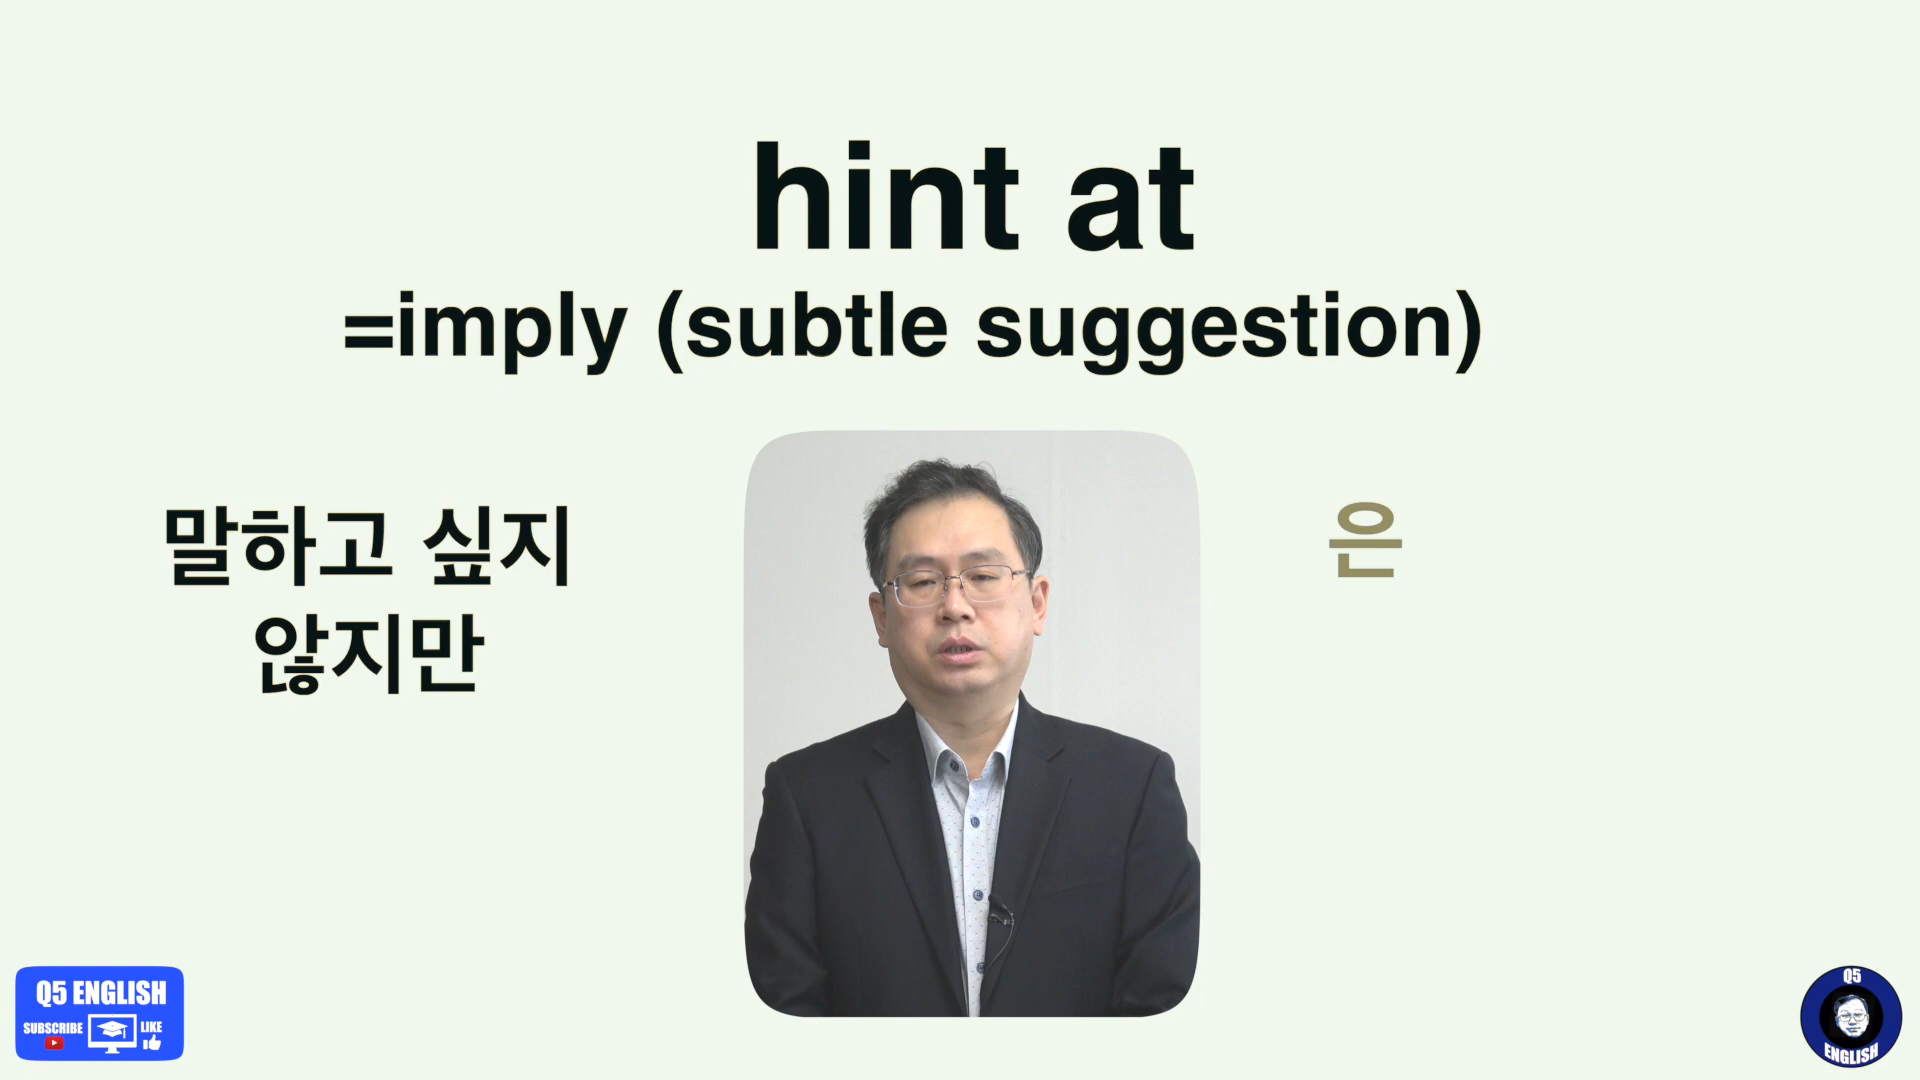 hint at
=imply (subtle suggestion)
말하고 싶지
않지만
은
Q5 ENGLISH
SUBSCRIBE
LIKE
Q5
ENGLISH